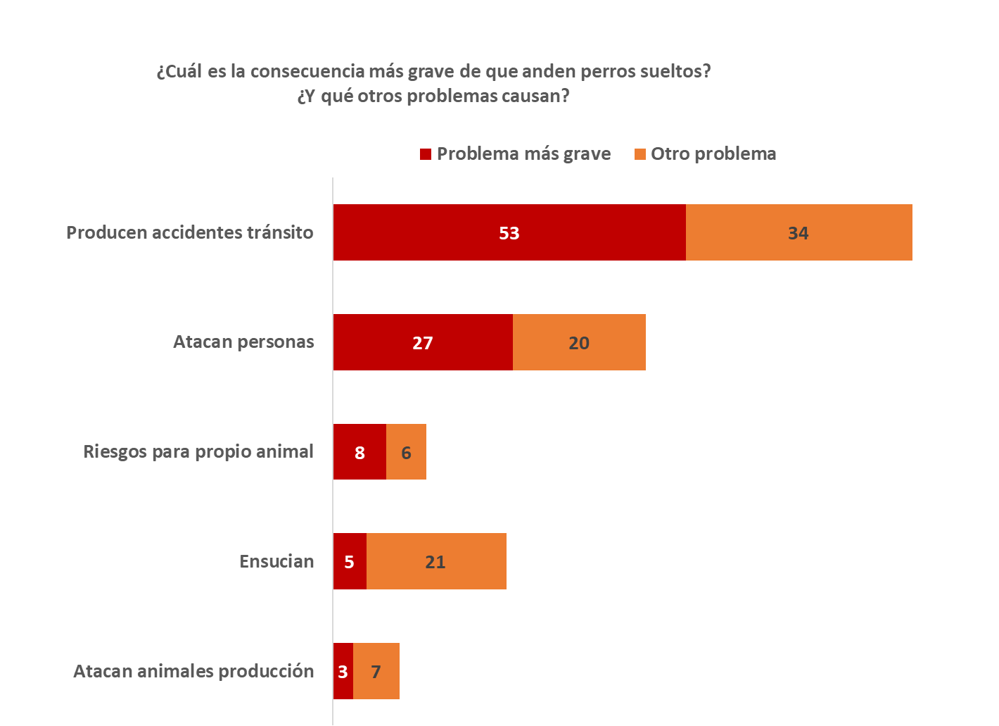 ¿Cuál es la consecuencia más grave de que anden perros sueltos?
¿Y qué otros problemas causan?
Problema más grave
Otro problema
Producen accidentes tránsito
53
34
Atacan personas
27
20
Riesgos para propio animal
8
6
Ensucian
5
21
Atacan animales producción
3
7